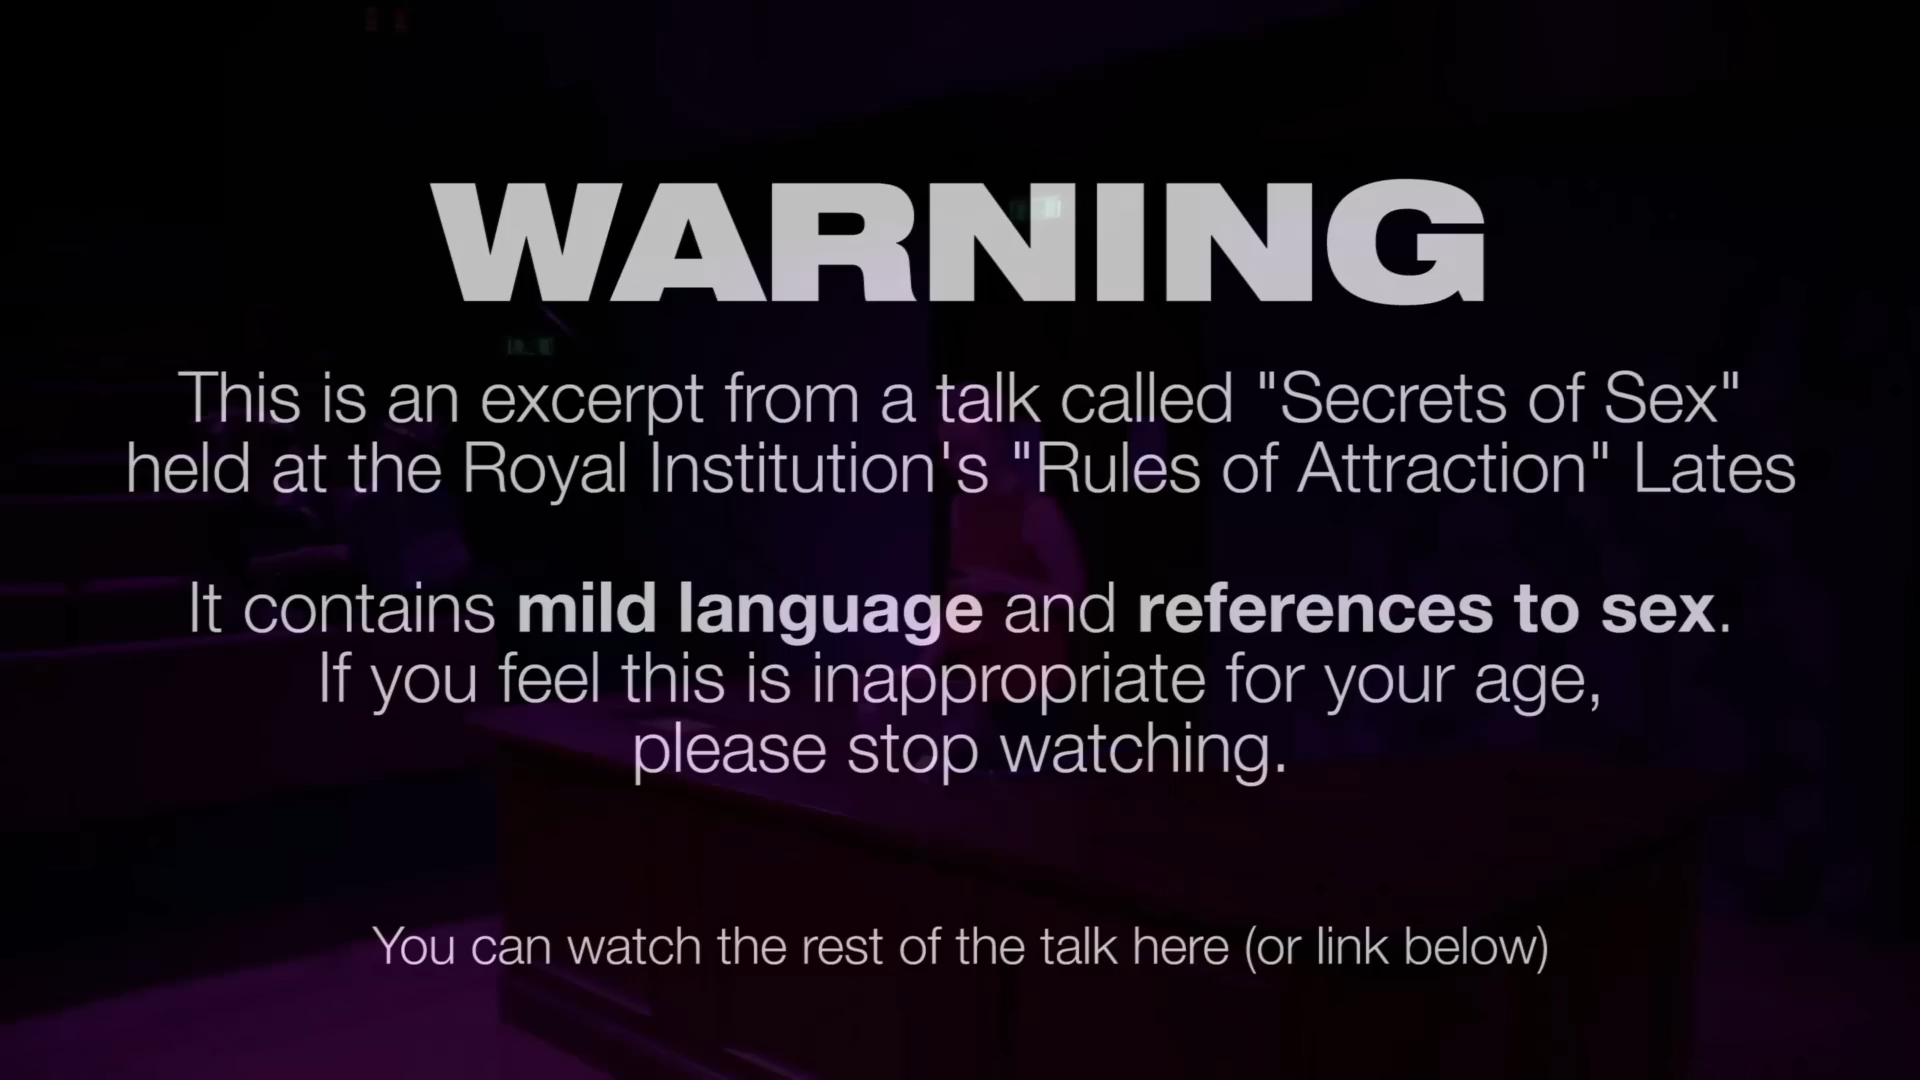 WARNING
This is an excerpt from a talk called "Secrets of Sex"
held at the Royal Institution's "Rules of Attraction" Lates
It contains mild language and references to sex.
If you feel this is inappropriate for your age,
please stop watching.
You can watch the rest of the talk here (or link below)